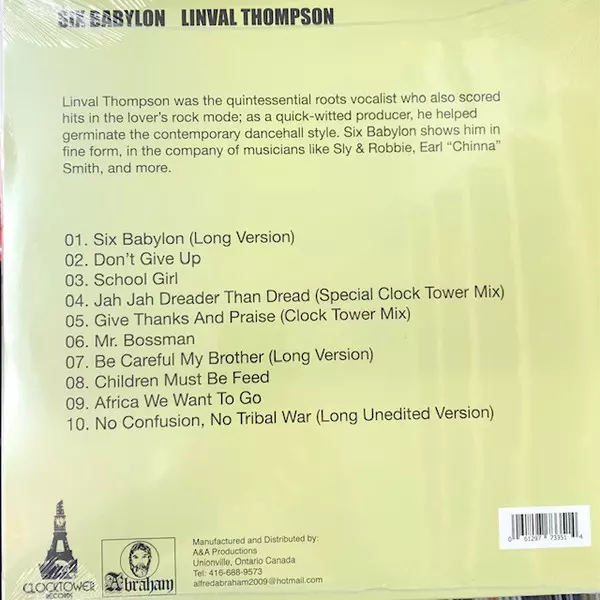 SIX BABYLON LINVAL THOMPSON
Linval Thompson was the quintessential roots vocalist who also scored
hits in the lover's rock mode; as a quick-witted producer, he helped
germinate the contemporary dancehall style. Six Babylon shows him in
fine form, in the company of musicians like Sly & Robbie, Earl “Chinna”
Smith, and more.
01. Six Babylon (Long Version)
02. Don't Give Up
03. School Girl
04. Jah Jah Dreader Than Dread (Special Clock Tower Mix)
05. Give Thanks And Praise (Clock Tower Mix)
06. Mr. Bossman
07. Be Careful My Brother (Long Version)
08. Children Must Be Feed
09. Africa We Want To Go
10. No Confusion, No Tribal War (Long Unedited Version)
CLOCKTOWER
RECORDS
Abraham
Manufactured and Distributed by:
A&A Productions
Unionville, Ontario Canada
Tel: 416-688-9573
alfredabraham2009@hotmail.com
0 61297 73351 4